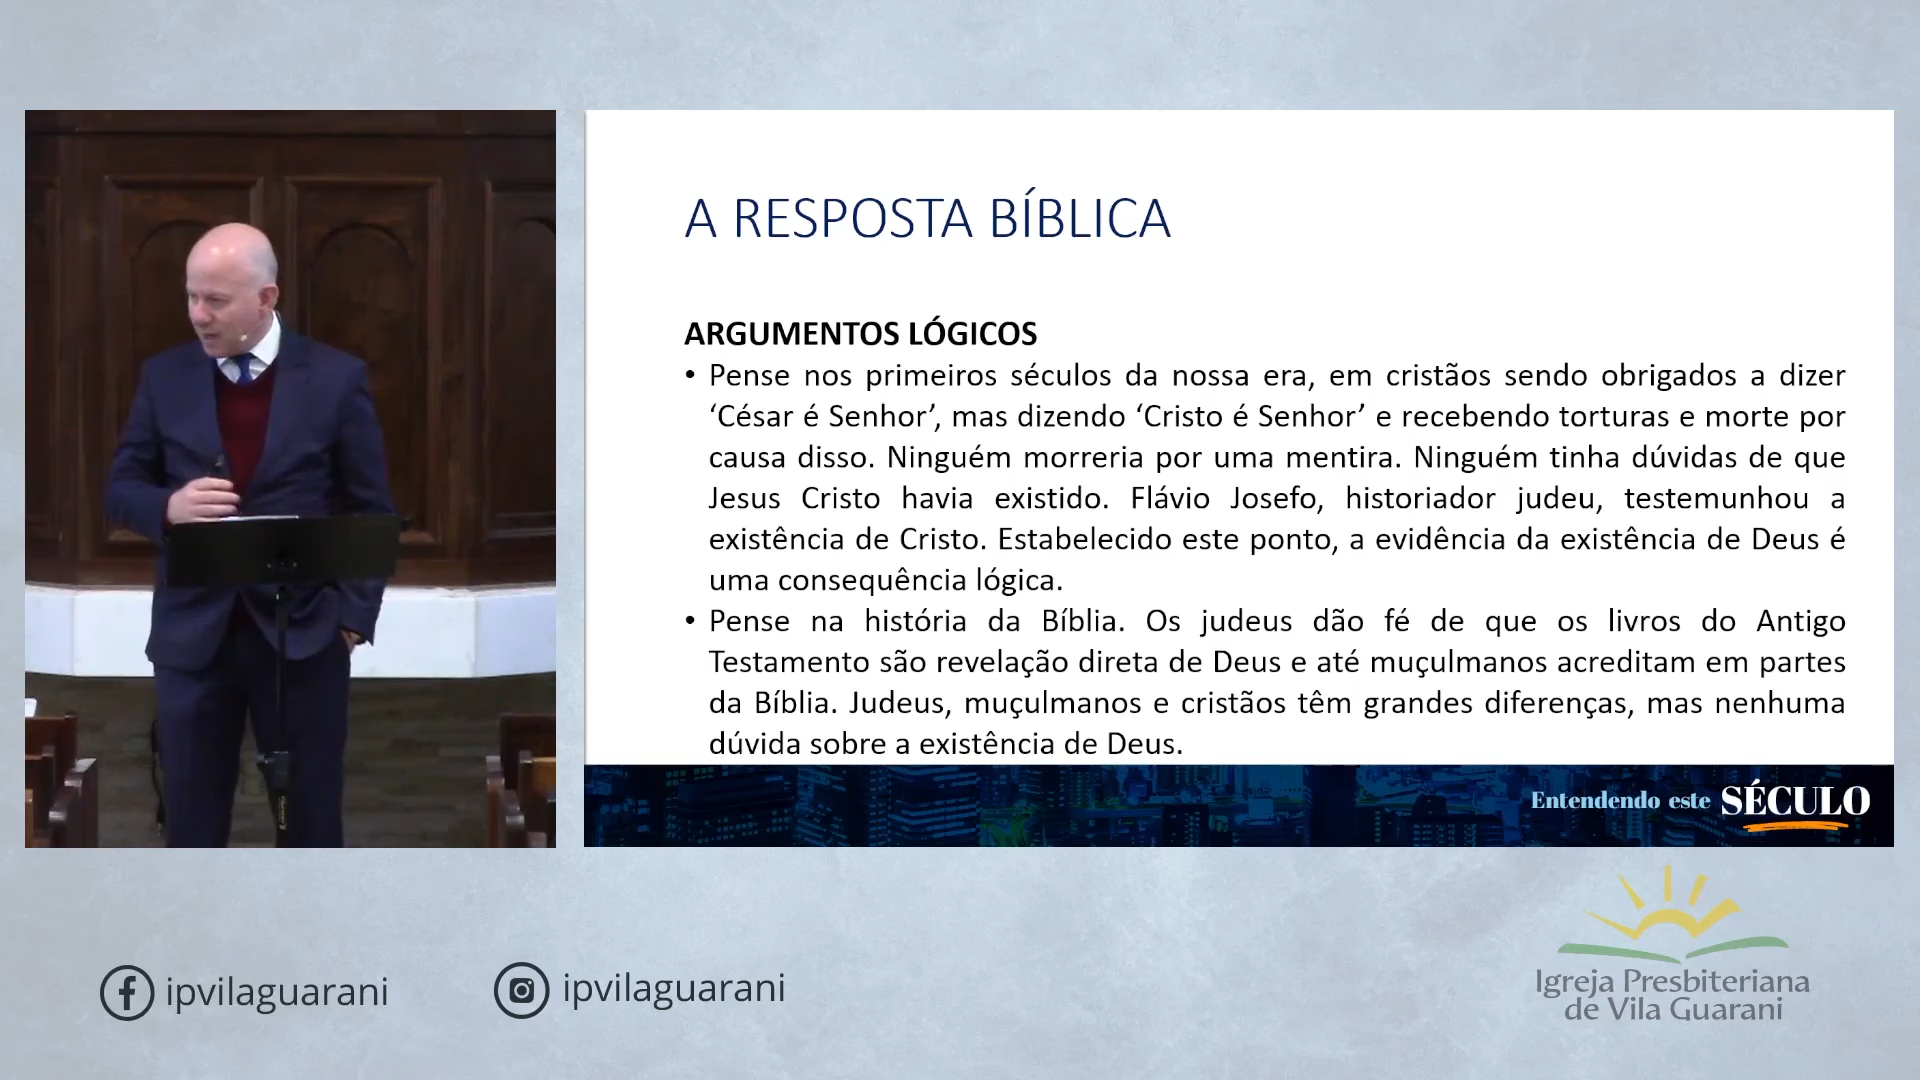 A RESPOSTA BÍBLICA
ARGUMENTOS LÓGICOS
• Pense nos primeiros séculos da nossa era, em cristãos sendo obrigados a dizer
‘César é Senhor’, mas dizendo ‘Cristo é Senhor’ e recebendo torturas e morte por
causa disso. Ninguém morreria por uma mentira. Ninguém tinha dúvidas de que
Jesus Cristo havia existido. Flávio Josefo, historiador judeu, testemunhou a
existência de Cristo. Estabelecido este ponto, a evidência da existência de Deus é
uma consequência lógica.
• Pense na história da Bíblia. Os judeus dão fé de que os livros do Antigo
Testamento são revelação direta de Deus e até muçulmanos acreditam em partes
da Bíblia. Judeus, muçulmanos e cristãos têm grandes diferenças, mas nenhuma
dúvida sobre a existência de Deus.
Entendendo este SÉCULO
ipvilaguarani
ipvilaguarani
Igreja Presbiteriana
de Vila Guarani